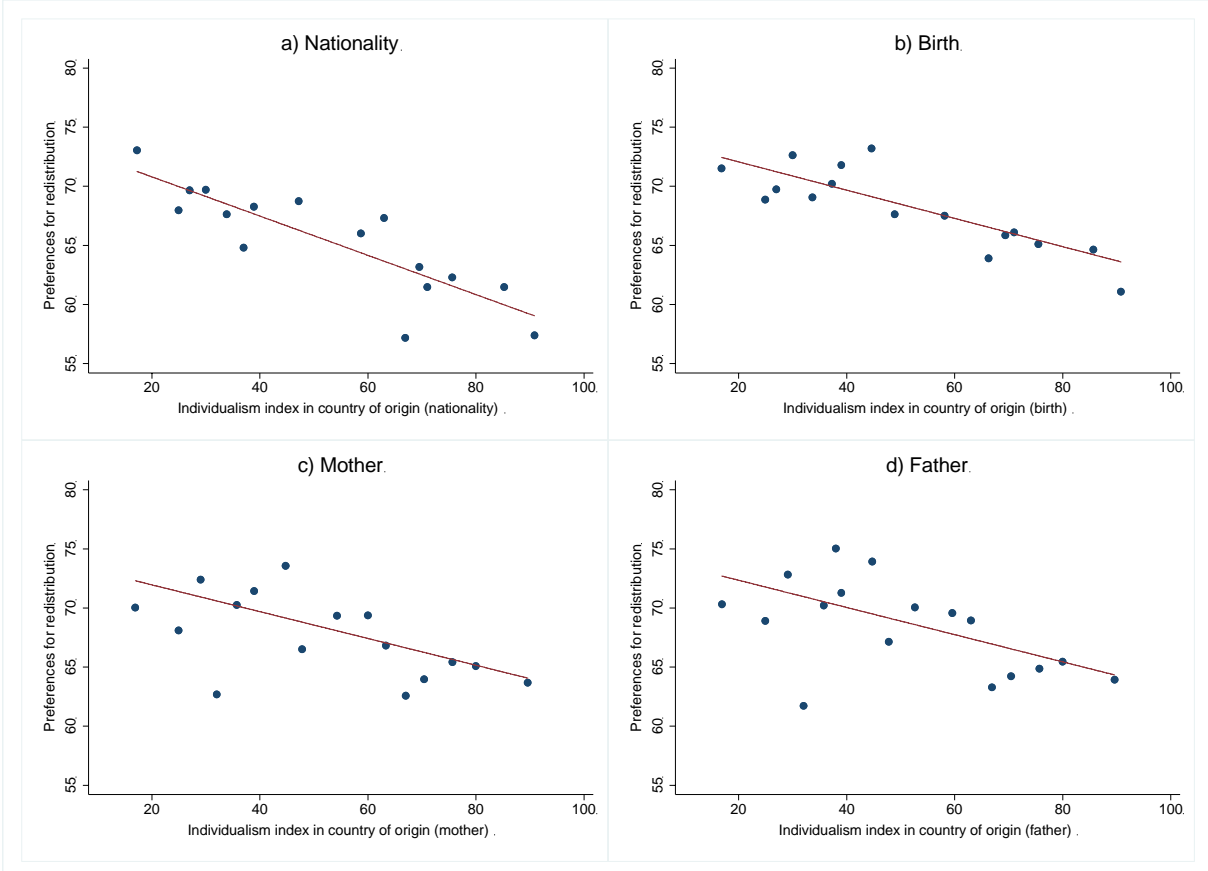 a) Nationality
Preferences for redistribution
80
75
70
65
60
55
20 40 60 80 100
Individualism index in country of origin (nationality)
b) Birth
Preferences for redistribution
80
75
70
65
60
55
20 40 60 80 100
Individualism index in country of origin (birth)
c) Mother
Preferences for redistribution
80
75
70
65
60
55
20 40 60 80 100
Individualism index in country of origin (mother)
d) Father
Preferences for redistribution
80
75
70
65
60
55
20 40 60 80 100
Individualism index in country of origin (father)